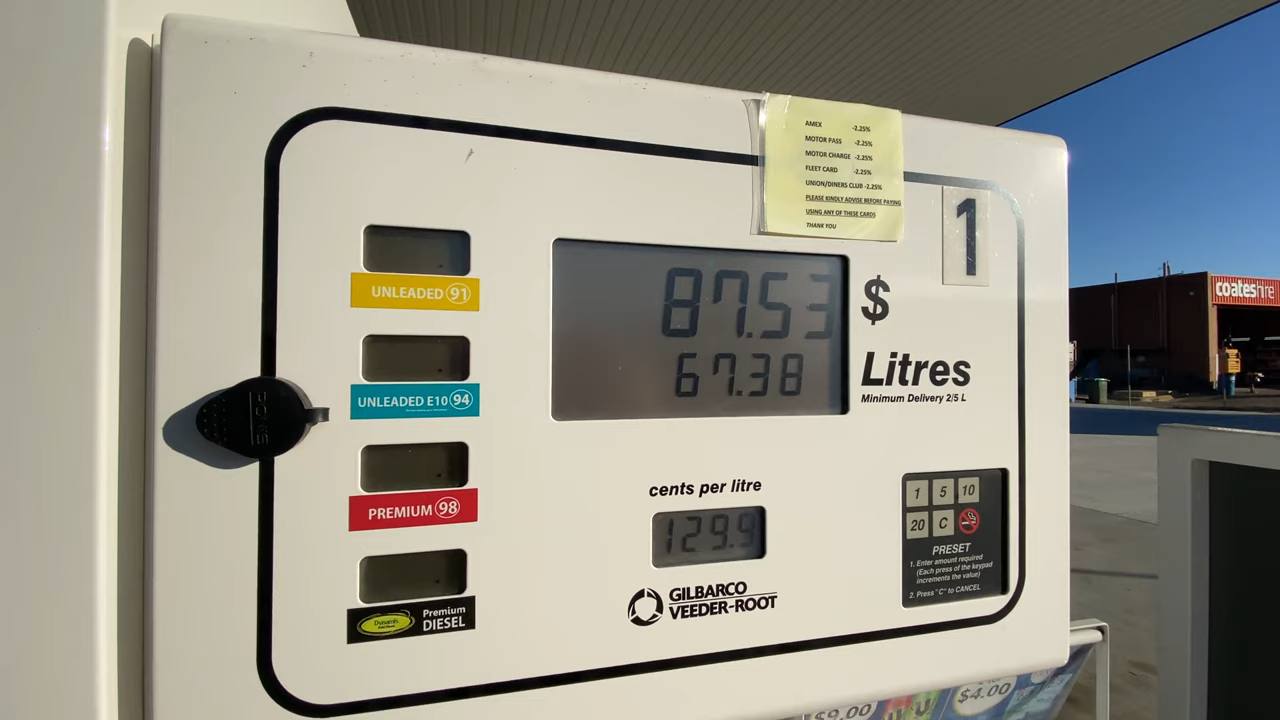 AMEX -2.25%
MOTOR PASS -2.25%
MOTOR CHARGE -2.25%
FLEET CARD -2.25%
UNION/DINERS CLUB -2.25%
PLEASE KINDLY ADVISE BEFORE PAYING
USING ANY OF THESE CARDS
THANK YOU
1
87.53
$
67.38
Litres
Minimum Delivery 2/5 L
UNLEADED 91
UNLEADED E10 94
PREMIUM 98
Premium
DIESEL
cents per litre
129.9
GILBARCO
VEEDER-ROOT
1 5 10
20 C
PRESET
1. Enter amount required
(Each press of the keypad
increments the value)
2. Press "C" to CANCEL
coates hire
$9.00
$4.00